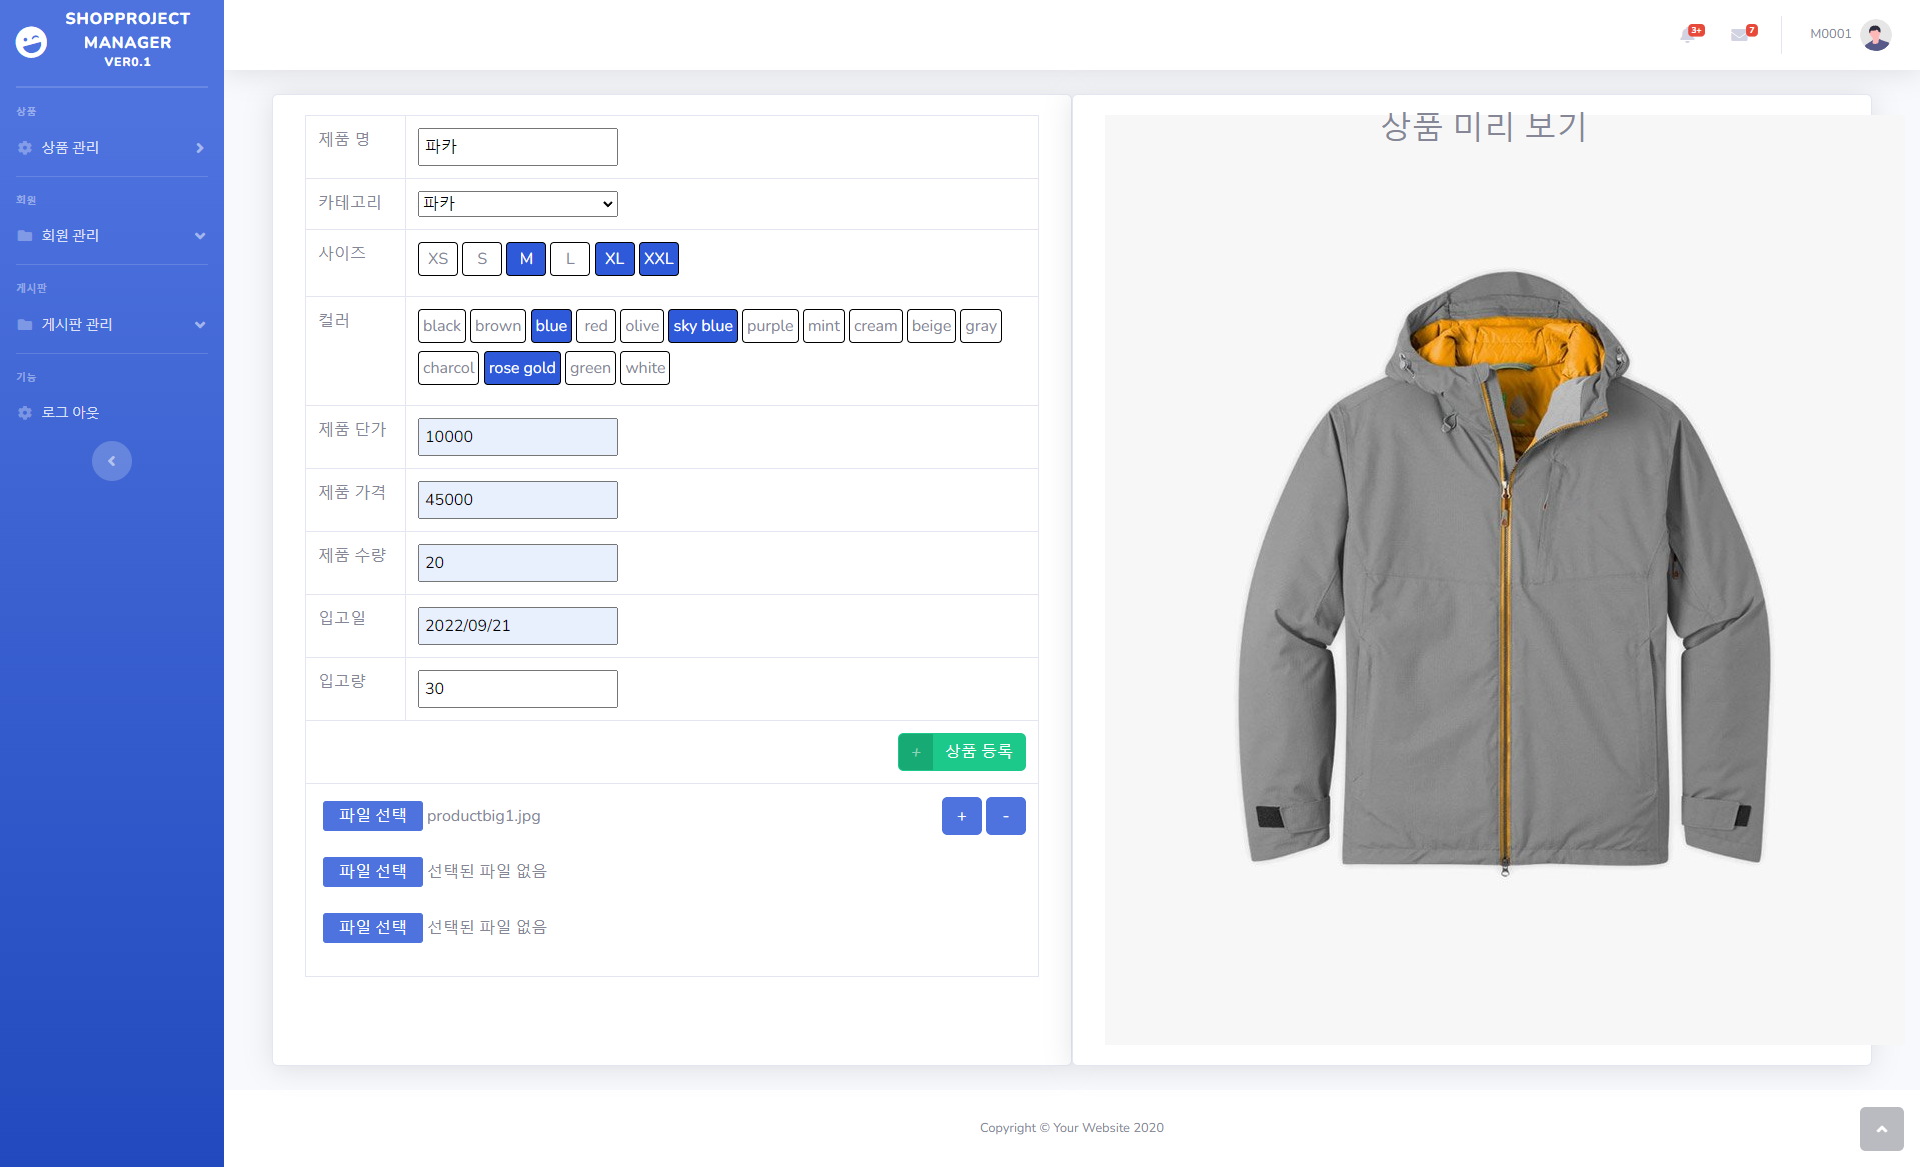 SHOPPROJECT
MANAGER
VER0.1
상품
상품 관리
회원
회원 관리
게시판
게시판 관리
기능
로그 아웃
3+
7
M0001
제품 명
파카
카테고리
파카
사이즈
XS S M L XL XXL
컬러
black brown blue red olive sky blue purple mint cream beige gray
charcol rose gold green white
제품 단가
10000
제품 가격
45000
제품 수량
20
입고일
2022/09/21
입고량
30
+ 상품 등록
파일 선택 productbig1.jpg
+ -
파일 선택 선택된 파일 없음
파일 선택 선택된 파일 없음
상품 미리 보기
Copyright © Your Website 2020